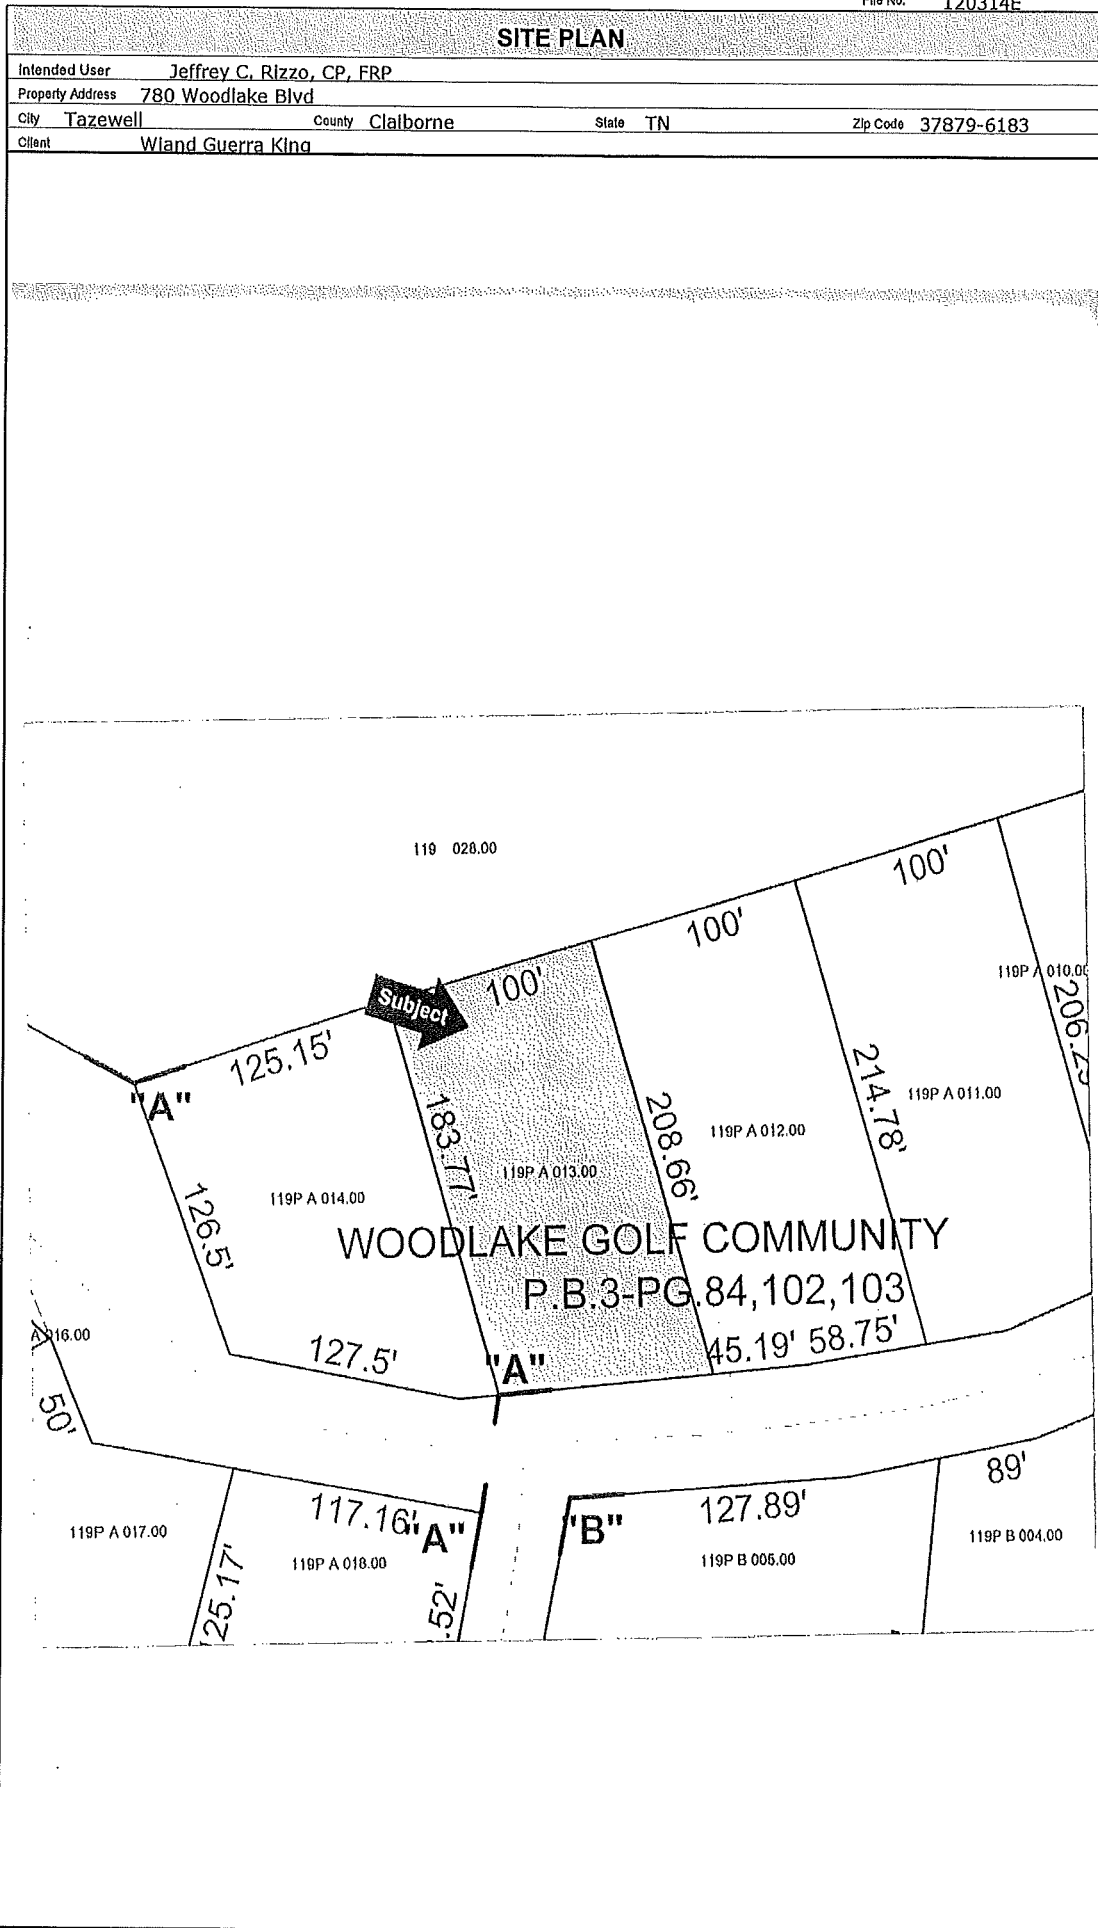 File No. 120314E
SITE PLAN
Intended User Jeffrey C. Rizzo, CP, FRP
Property Address 780 Woodlake Blvd
City Tazewell County Claiborne State TN Zip Code 37879-6183
Client Wiand Guerra King
119 028.00
100'
100'
100'
Subject
125.15'
"A"
119P A 010.00
206.25
214.78'
119P A 011.00
208.66'
119P A 012.00
183.77'
119P A 013.00
119P A 014.00
126.5'
WOODLAKE GOLF COMMUNITY
P.B.3-PG.84,102,103
A 016.00
127.5'
"A"
45.19' 58.75'
50'
89'
117.16'
"A"
"B"
127.89'
119P A 017.00
119P A 018.00
119P B 005.00
119P B 004.00
125.17'
.52'